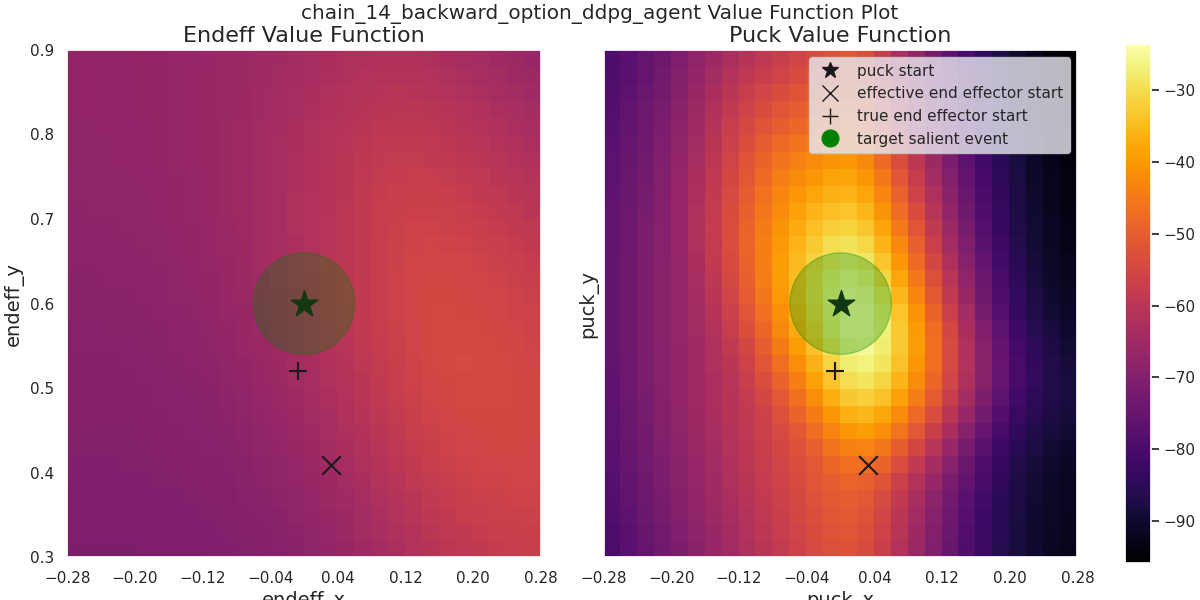 chain_14_backward_option_ddpg_agent Value Function Plot
Endeff Value Function
Puck Value Function
puck start
effective end effector start
true end effector start
target salient event
endeff_y
0.9
0.8
0.7
0.6
0.5
0.4
0.3
−0.28 −0.20 −0.12 −0.04 0.04 0.12 0.20 0.28
endeff_x
puck_y
−0.28 −0.20 −0.12 −0.04 0.04 0.12 0.20 0.28
puck_x
−30
−40
−50
−60
−70
−80
−90